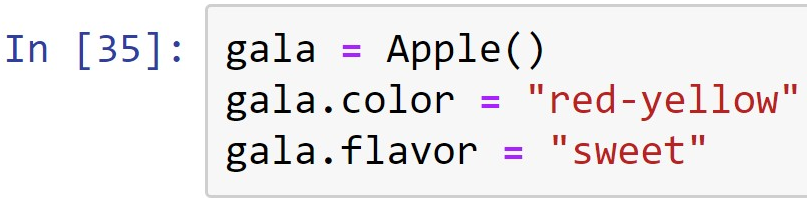 In [35]: gala = Apple()
gala.color = "red-yellow"
gala.flavor = "sweet"